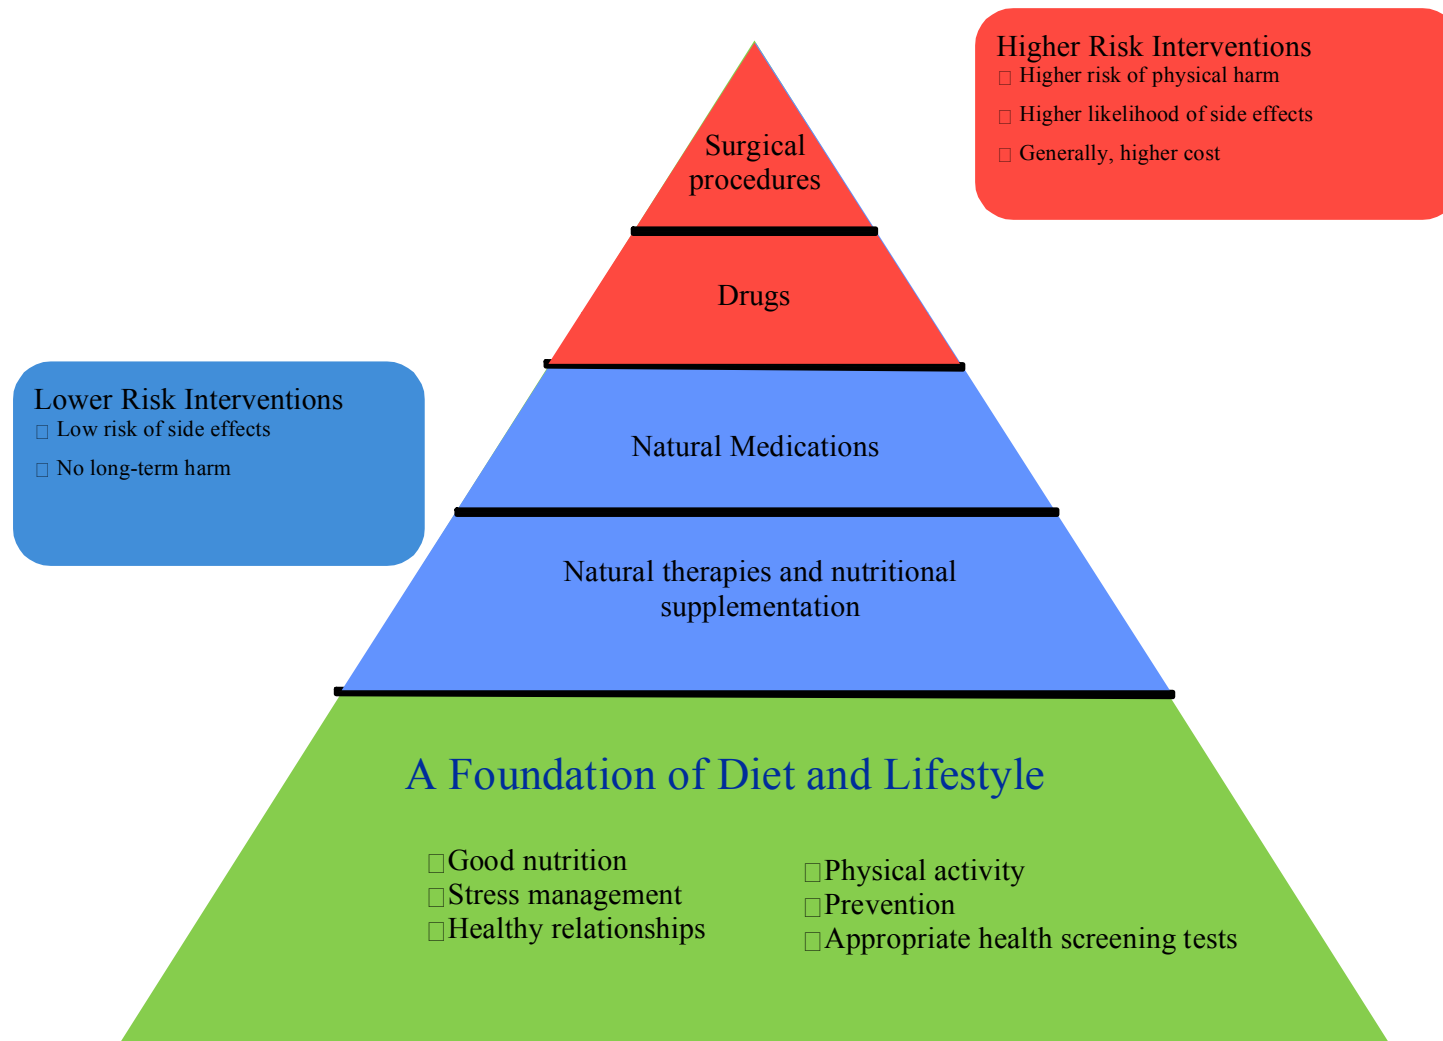 Higher Risk Interventions
□ Higher risk of physical harm
□ Higher likelihood of side effects
□ Generally, higher cost
Surgical
procedures
Drugs
Lower Risk Interventions
□ Low risk of side effects
□ No long-term harm
Natural Medications
Natural therapies and nutritional
supplementation
A Foundation of Diet and Lifestyle
□Good nutrition
□Stress management
□Healthy relationships
□Physical activity
□Prevention
□Appropriate health screening tests